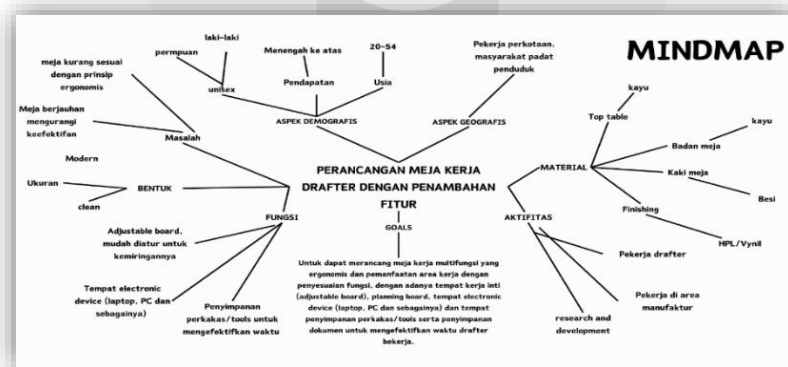 MINDMAP
laki-laki
permpuan
unisex
Menengah ke atas
Pendapatan
20-54
Usia
ASPEK DEMOGRAFIS
Pekerja perkotaan,
masyarakat padat
penduduk
ASPEK GEOGRAFIS
meja kurang sesuai
dengan prinsip
ergonomis
Meja berjauhan
mengurangi
keefektifan
Masalah
Modern
Ukuran
clean
BENTUK
PERANCANGAN MEJA KERJA
DRAFTER DENGAN PENAMBAHAN
FITUR
kayu
Top table
kayu
Badan meja
MATERIAL
Kaki meja
Besi
Finishing
HPL/Vynil
FUNGSI
Adjustable board,
mudah diatur untuk
kemiringannya
Tempat electronic
device (laptop, PC dan
sebagainya)
Penyimpanan
perkakas/tools untuk
mengefektifkan waktu
GOALS
Untuk dapat merancang meja kerja multifungsi yang
ergonomis dan pemanfaatan area kerja dengan
penyesuaian fungsi, dengan adanya tempat kerja inti
(adjustable board), planning board, tempat electronic
device (laptop, PC dan sebagainya) dan tempat
penyimpanan perkakas/tools serta penyimpanan
dokumen untuk mengefektifkan waktu drafter
bekerja.
AKTIFITAS
Pekerja drafter
Pekerja di area
manufaktur
research and
development